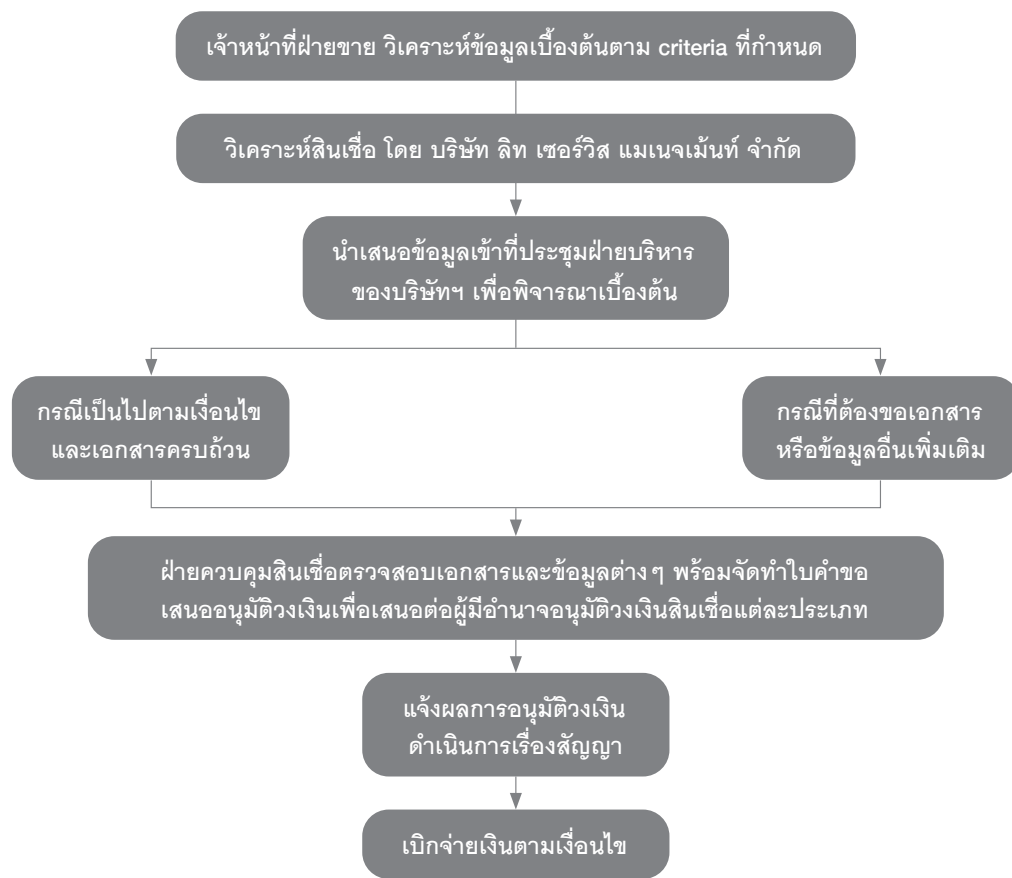 เจ้าหน้าที่ฝ่ายขาย วิเคราะห์ข้อมูลเบื้องต้นตาม criteria ที่กำหนด
วิเคราะห์สินเชื่อ โดย บริษัท ลิท เซอร์วิส แมเนจเม้นท์ จำกัด
นำเสนอข้อมูลเข้าที่ประชุมฝ่ายบริหาร
ของบริษัทฯ เพื่อพิจารณาเบื้องต้น
กรณีเป็นไปตามเงื่อนไข
และเอกสารครบถ้วน
กรณีที่ต้องขอเอกสาร
หรือข้อมูลอื่นเพิ่มเติม
ฝ่ายควบคุมสินเชื่อตรวจสอบเอกสารและข้อมูลต่างๆ พร้อมจัดทำใบคำขอ
เสนออนุมัติวงเงินเพื่อเสนอต่อผู้มีอำนาจอนุมัติวงเงินสินเชื่อแต่ละประเภท
แจ้งผลการอนุมัติวงเงิน
ดำเนินการเรื่องสัญญา
เบิกจ่ายเงินตามเงื่อนไข